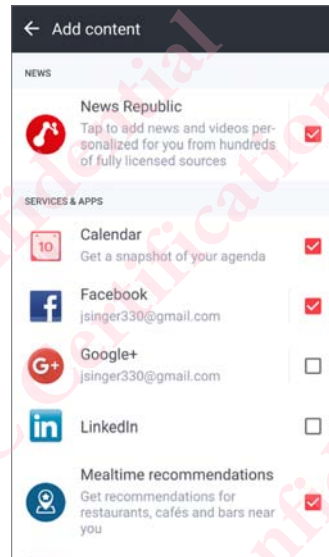 Add content
NEWS
News Republic
Tap to add news and videos per-
sonalized for you from hundreds
of fully licensed sources
SERVICES & APPS
10
Calendar
Get a snapshot of your agenda
f
Facebook
jsinger330@gmail.com
G+
Google+
jsinger330@gmail.com
in
LinkedIn
Mealtime recommendations
Get recommendations for
restaurants, cafés and bars near
you